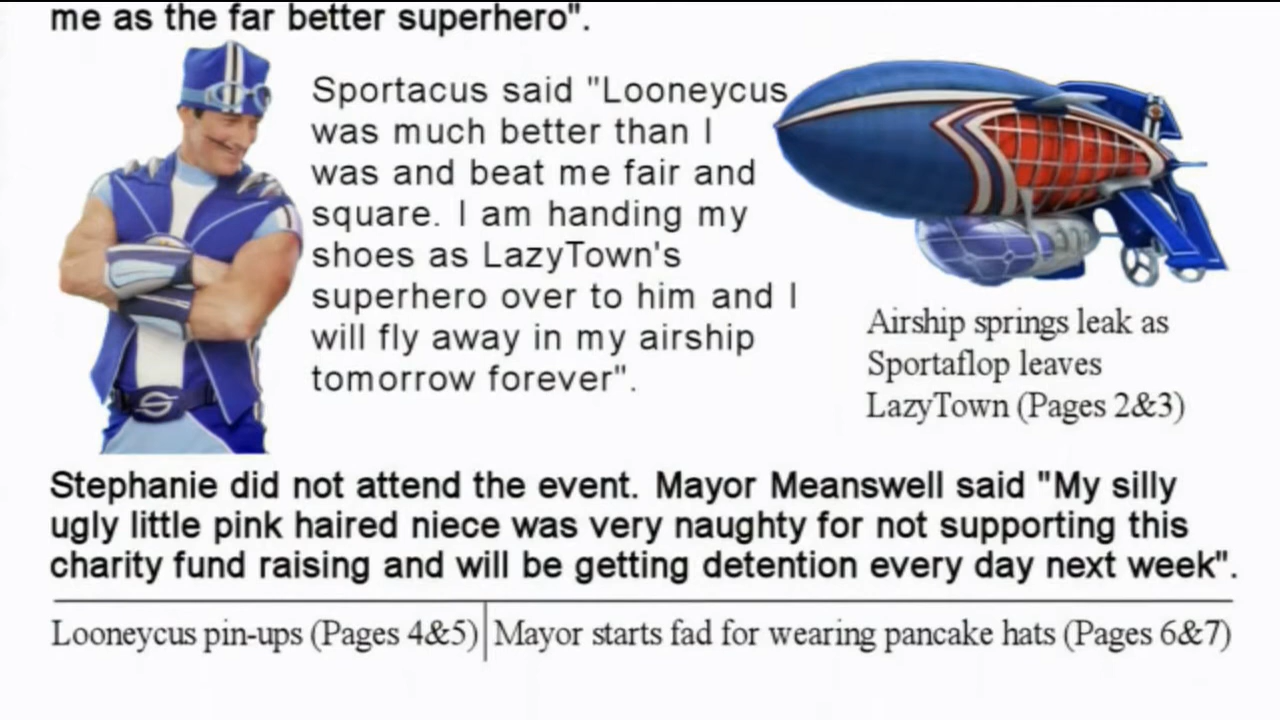 me as the far better superhero".
Sportacus said "Looneycus
was much better than I
was and beat me fair and
square. I am handing my
shoes as LazyTown's
superhero over to him and I
will fly away in my airship
tomorrow forever".
Airship springs leak as
Sportaflop leaves
LazyTown (Pages 2&3)
Stephanie did not attend the event. Mayor Meanswell said "My silly
ugly little pink haired niece was very naughty for not supporting this
charity fund raising and will be getting detention every day next week".
Looneycus pin-ups (Pages 4&5)
Mayor starts fad for wearing pancake hats (Pages 6&7)